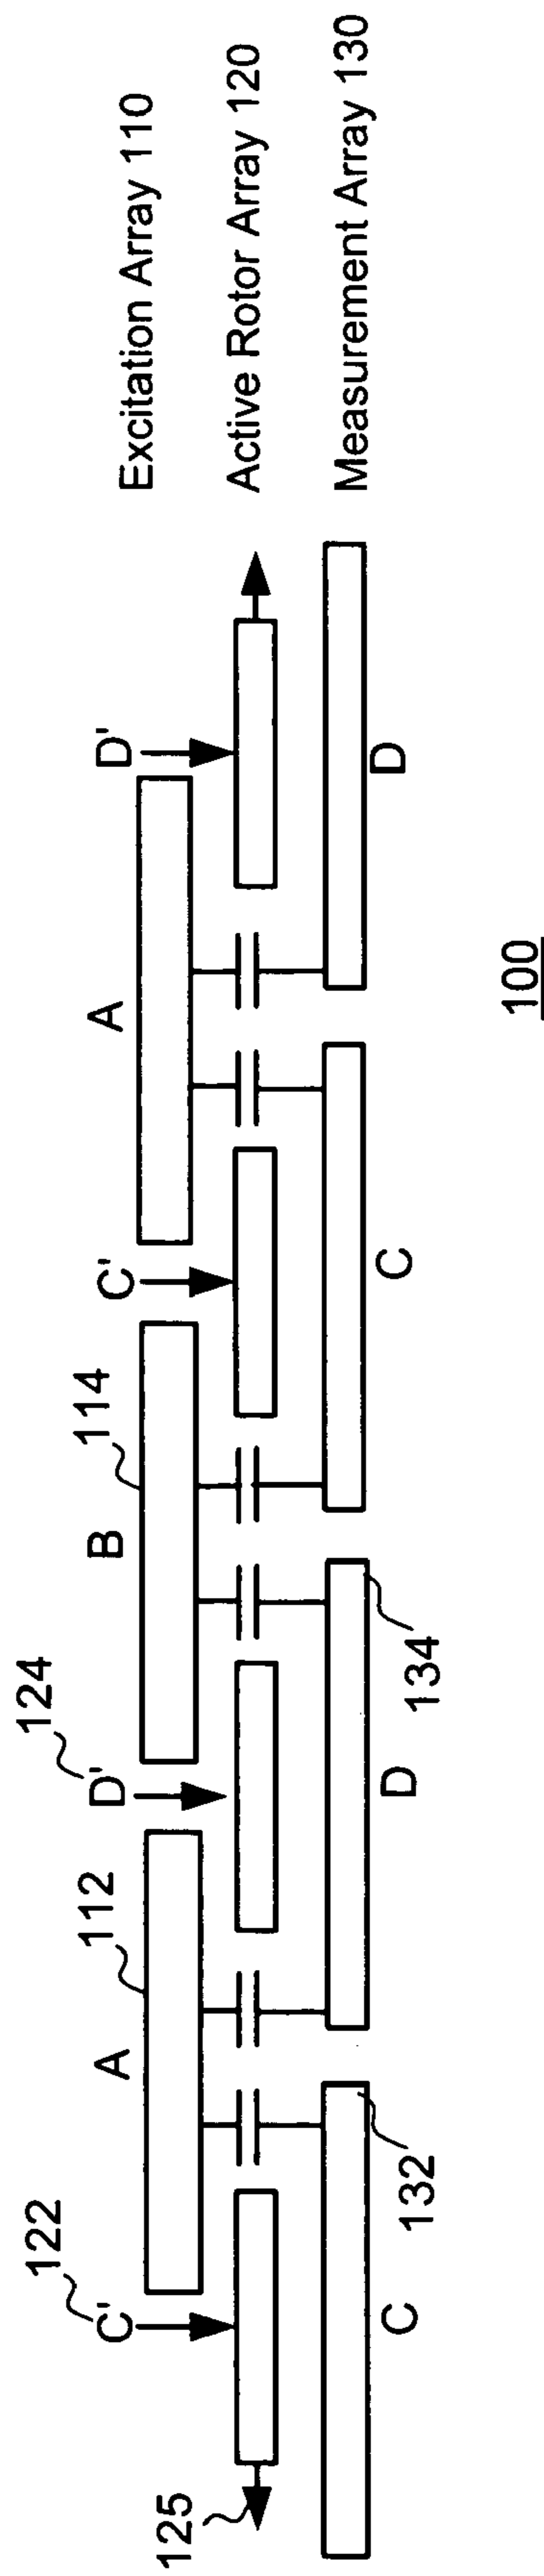 Excitation Array 110
Active Rotor Array 120
Measurement Array 130
122 112 124 114
C' A D' B C' A D'
125
C D C D
132 134
100